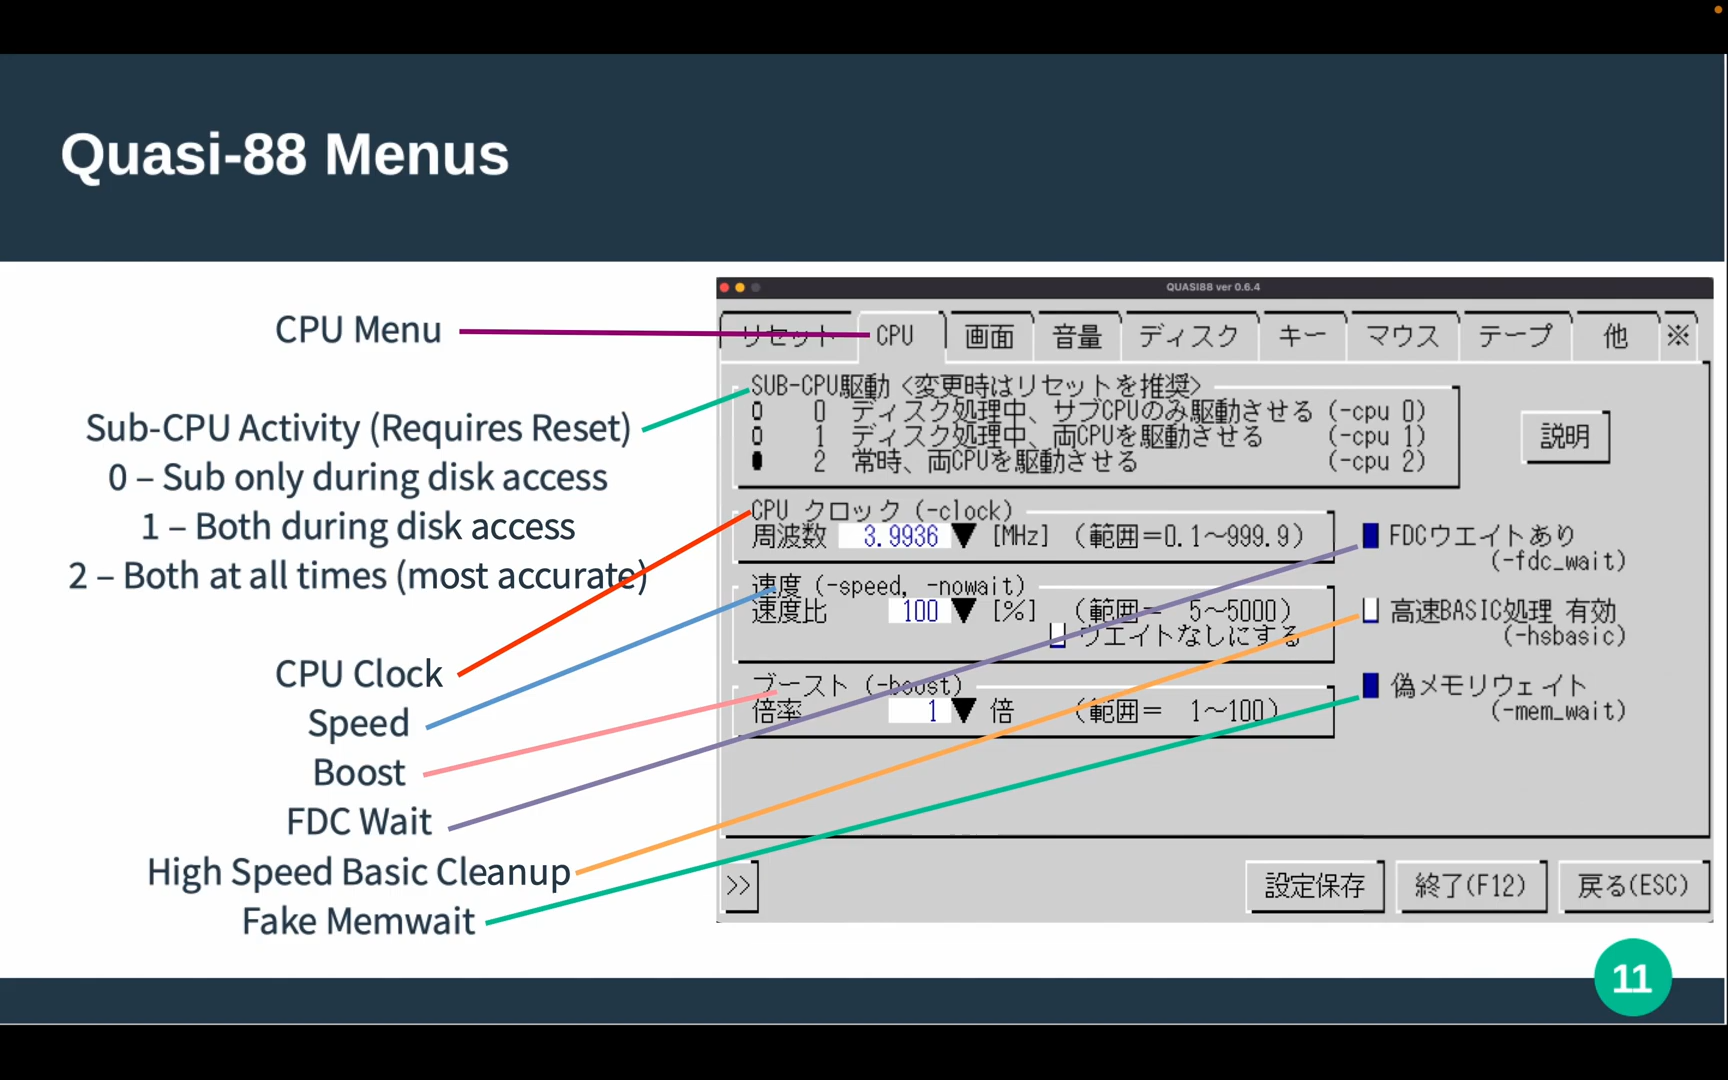 Quasi-88 Menus
CPU Menu
Sub-CPU Activity (Requires Reset)
0 – Sub only during disk access
1 – Both during disk access
2 – Both at all times (most accurate)
CPU Clock
Speed
Boost
FDC Wait
High Speed Basic Cleanup
Fake Memwait
QUASI88 ver 0.6.4
リセット CPU 画面 音量 ディスク キー マウス テープ 他 ※
SUB-CPU駆動 <変更時はリセットを推奨>
0 ディスク処理中、サブCPUのみ駆動させる (-cpu 0)
1 ディスク処理中、両CPUを駆動させる (-cpu 1)
2 常時、両CPUを駆動させる (-cpu 2)
説明
CPU クロック (-clock)
周波数 3.9936 [MHz] (範囲=0.1~999.9)
速度 (-speed, -nowait)
速度比 100 [%] (範囲= 5~5000)
ウエイトなしにする
ブースト (-boost)
倍率 1 倍 (範囲= 1~100)
FDCウエイトあり
(-fdc_wait)
高速BASIC処理 有効
(-hsbasic)
偽メモリウェイト
(-mem_wait)
>> 設定保存 終了(F12) 戻る(ESC)
11